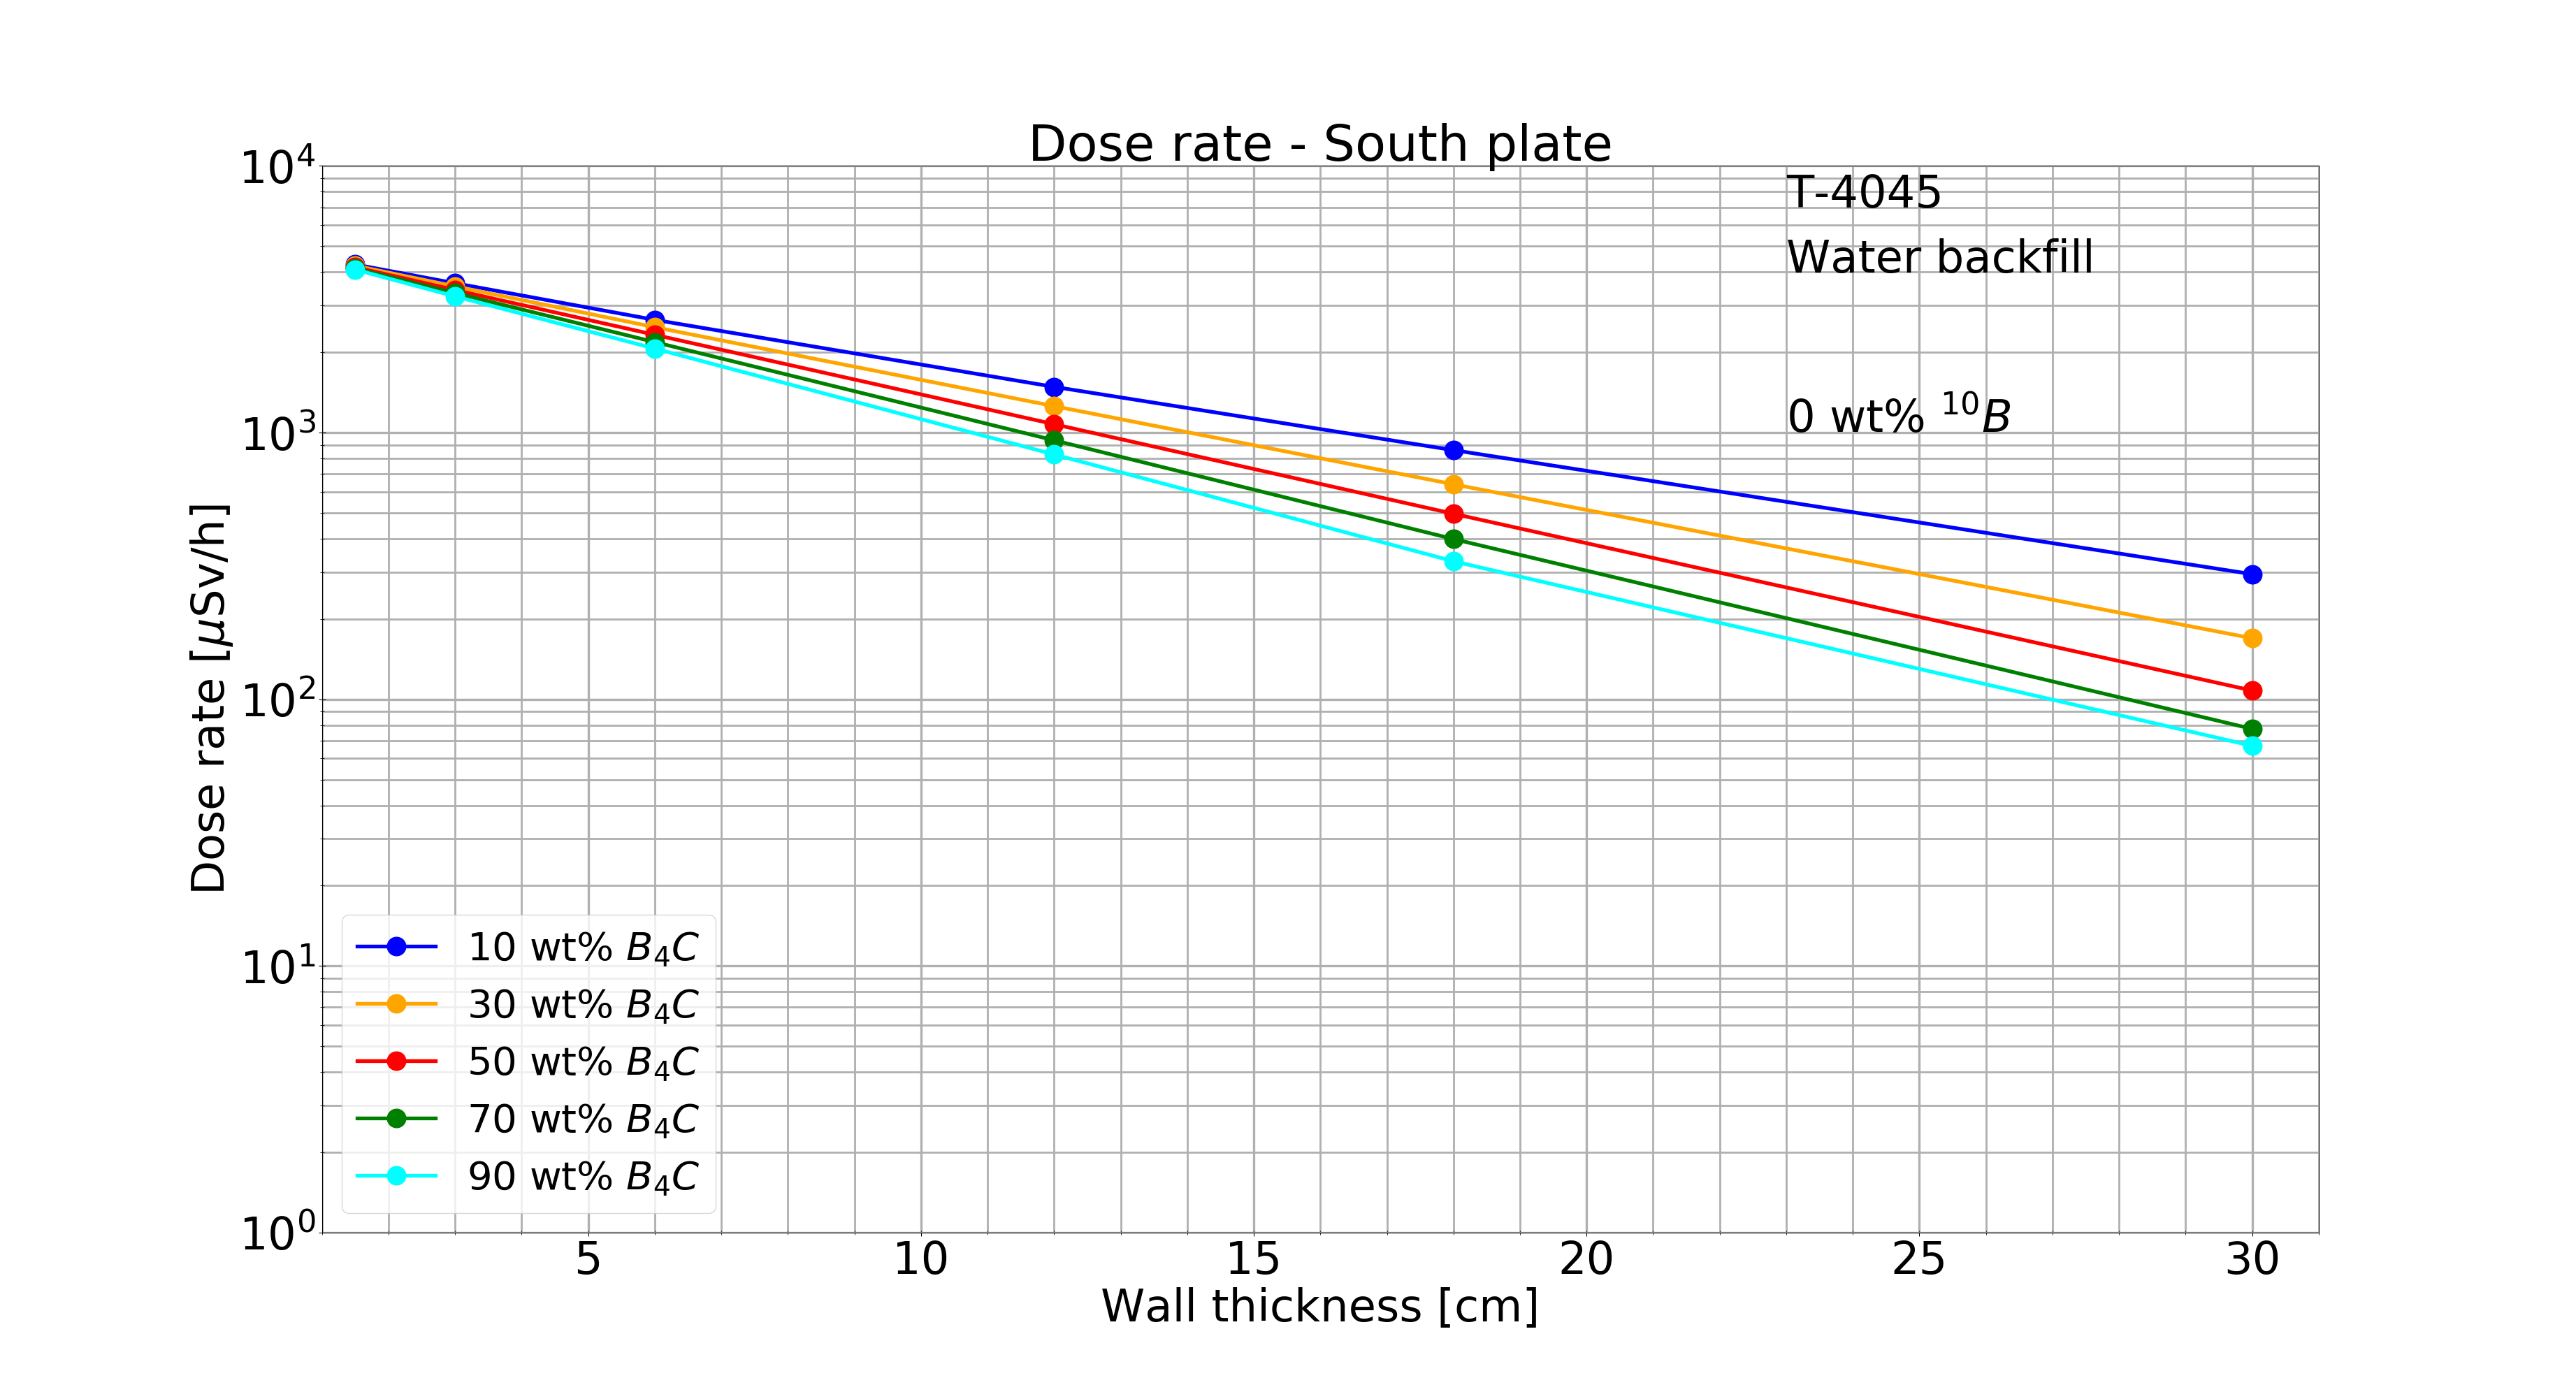 Dose rate - South plate
T-4045
Water backfill
0 wt% ¹⁰B
Dose rate [μSv/h]
10⁴
10³
10²
10¹
10⁰
10 wt% B₄C
30 wt% B₄C
50 wt% B₄C
70 wt% B₄C
90 wt% B₄C
5 10 15 20 25 30
Wall thickness [cm]